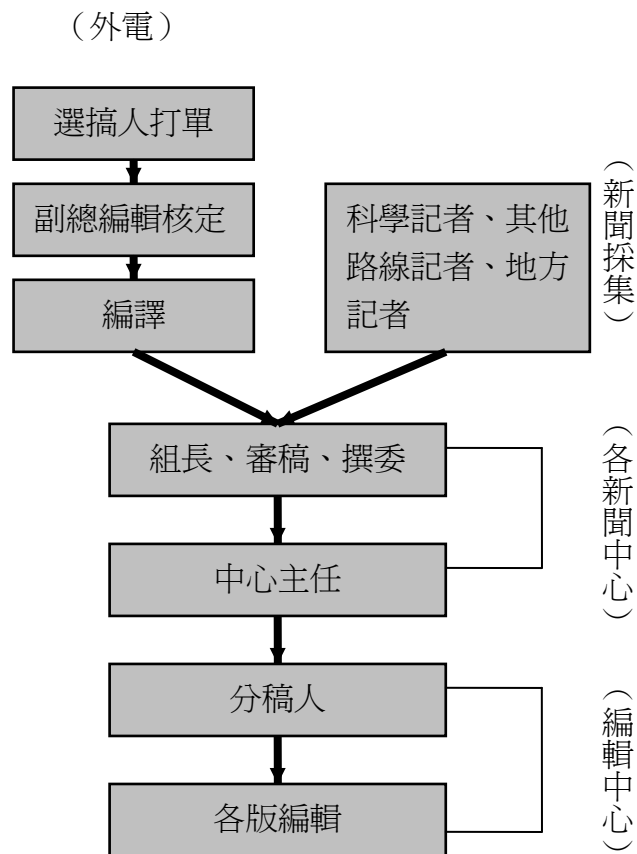 （外電）
選搞人打單
副總編輯核定
編譯
科學記者、其他
路線記者、地方
記者
（新聞採集）
組長、審稿、撰委
中心主任
（各新聞中心）
分稿人
各版編輯
（編輯中心）